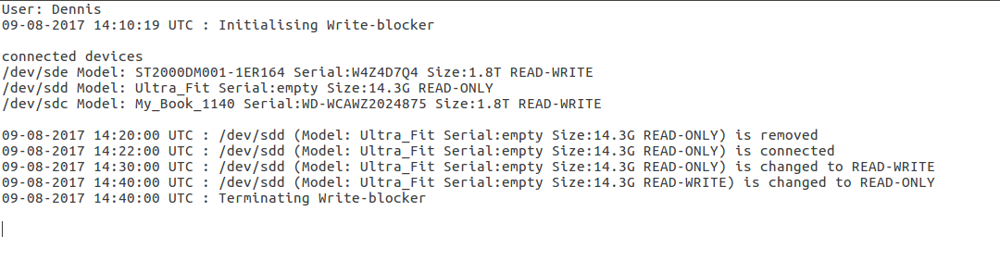 User: Dennis
09-08-2017 14:10:19 UTC : Initialising Write-blocker
connected devices
/dev/sde Model: ST2000DM001-1ER164 Serial:W4Z4D7Q4 Size:1.8T READ-WRITE
/dev/sdd Model: Ultra_Fit Serial:empty Size:14.3G READ-ONLY
/dev/sdc Model: My_Book_1140 Serial:WD-WCAWZ2024875 Size:1.8T READ-WRITE
09-08-2017 14:20:00 UTC : /dev/sdd (Model: Ultra_Fit Serial:empty Size:14.3G READ-ONLY) is removed
09-08-2017 14:22:00 UTC : /dev/sdd (Model: Ultra_Fit Serial:empty Size:14.3G READ-ONLY) is connected
09-08-2017 14:30:00 UTC : /dev/sdd (Model: Ultra_Fit Serial:empty Size:14.3G READ-ONLY) is changed to READ-WRITE
09-08-2017 14:40:00 UTC : /dev/sdd (Model: Ultra_Fit Serial:empty Size:14.3G READ-WRITE) is changed to READ-ONLY
09-08-2017 14:40:00 UTC : Terminating Write-blocker